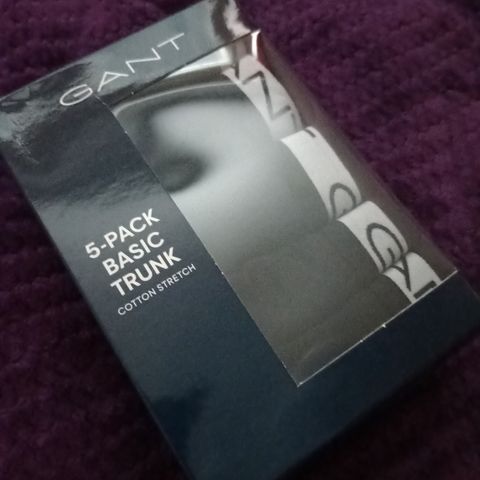 GANT
5-PACK
BASIC
TRUNK
COTTON STRETCH